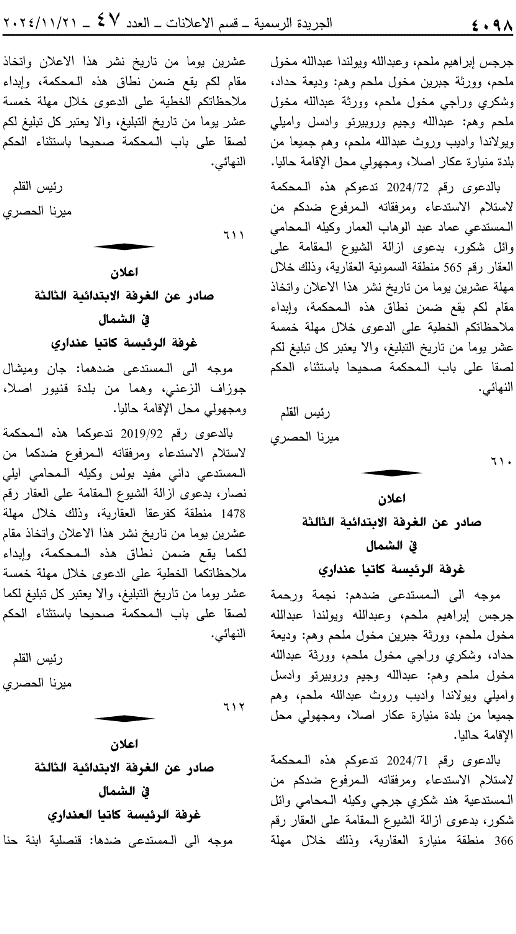 ٤٠٩٨
الجريدة الرسمية – قسم الاعلانات – العدد ٤٧ – ٢٠٢٤/١١/٢١
جرجس إبراهيم ملحم، وعبدالله ويولندا عبدالله مخول
ملحم، وورثة جبرين مخول ملحم وهم: وديعة حداد،
وشكري وراجي مخول ملحم، وورثة عبدالله مخول
ملحم وهم: عبدالله وجيم وروبيرتو وادسل واميلي
ويولاندا واديب وروث عبدالله ملحم، وهم جميعا من
بلدة منيارة عكار اصلا، ومجهولي محل الإقامة حاليا.
بالدعوى رقم 2024/72 تدعوكم هذه المحكمة
لاستلام الاستدعاء ومرفقاته المرفوع ضدكم من
المستدعي عماد عبد الوهاب العمار وكيله المحامي
وائل شكور، بدعوى ازالة الشيوع المقامة على
العقار رقم 565 منطقة السمونية العقارية، وذلك خلال
مهلة عشرين يوما من تاريخ نشر هذا الاعلان واتخاذ
مقام لكم يقع ضمن نطاق هذه المحكمة، وإبداء
ملاحظاتكم الخطية على الدعوى خلال مهلة خمسة
عشر يوما من تاريخ التبليغ، والا يعتبر كل تبليغ لكم
لصقا على باب المحكمة صحيحا باستثناء الحكم
النهائي.
رئيس القلم
ميرنا الحصري
٦١٠
اعلان
صادر عن الغرفة الابتدائية الثالثة
في الشمال
غرفة الرئيسة كاتيا عنداري
موجه الى المستدعى ضدهم: نجمة ورحمة
جرجس إبراهيم ملحم، وعبدالله ويولندا عبدالله
مخول ملحم، وورثة جبرين مخول ملحم وهم: وديعة
حداد، وشكري وراجي مخول ملحم، وورثة عبدالله
مخول ملحم وهم: عبدالله وجيم وروبيرتو وادسل
واميلي ويولاندا واديب وروث عبدالله ملحم، وهم
جميعا من بلدة منيارة عكار اصلا، ومجهولي محل
الإقامة حاليا.
بالدعوى رقم 2024/71 تدعوكم هذه المحكمة
لاستلام الاستدعاء ومرفقاته المرفوع ضدكم من
المستدعية هند شكري جرجي وكيله المحامي وائل
شكور، بدعوى ازالة الشيوع المقامة على العقار رقم
366 منطقة منيارة العقارية، وذلك خلال مهلة
عشرين يوما من تاريخ نشر هذا الاعلان واتخاذ
مقام لكم يقع ضمن نطاق هذه المحكمة، وإبداء
ملاحظاتكم الخطية على الدعوى خلال مهلة خمسة
عشر يوما من تاريخ التبليغ، والا يعتبر كل تبليغ لكم
لصقا على باب المحكمة صحيحا باستثناء الحكم
النهائي.
رئيس القلم
ميرنا الحصري
٦١١
اعلان
صادر عن الغرفة الابتدائية الثالثة
في الشمال
غرفة الرئيسة كاتيا عنداري
موجه الى المستدعى ضدهما: جان وميشال
جوزاف الزعني، وهما من بلدة قنيور اصلا،
ومجهولي محل الإقامة حاليا.
بالدعوى رقم 2019/92 تدعوكما هذه المحكمة
لاستلام الاستدعاء ومرفقاته المرفوع ضدكما من
المستدعي داني مفيد بولس وكيله المحامي ايلي
نصار، بدعوى ازالة الشيوع المقامة على العقار رقم
1478 منطقة كفرعقا العقارية، وذلك خلال مهلة
عشرين يوما من تاريخ نشر هذا الاعلان واتخاذ مقام
لكما يقع ضمن نطاق هذه المحكمة، وإبداء
ملاحظاتكما الخطية على الدعوى خلال مهلة خمسة
عشر يوما من تاريخ التبليغ، والا يعتبر كل تبليغ لكما
لصقا على باب المحكمة صحيحا باستثناء الحكم
النهائي.
رئيس القلم
ميرنا الحصري
٦١٢
اعلان
صادر عن الغرفة الابتدائية الثالثة
في الشمال
غرفة الرئيسة كاتيا العنداري
موجه الى المستدعى ضدها: قنصلية ابنة حنا